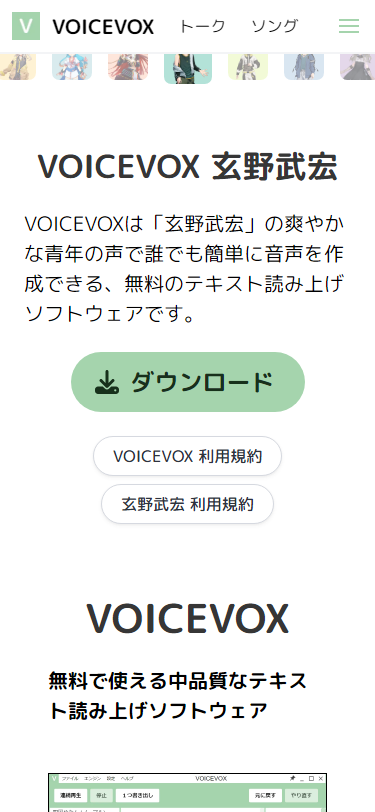 V VOICEVOX トーク ソング
VOICEVOX 玄野武宏
VOICEVOXは「玄野武宏」の爽やか
な青年の声で誰でも簡単に音声を作
成できる、無料のテキスト読み上げ
ソフトウェアです。
ダウンロード
VOICEVOX 利用規約
玄野武宏 利用規約
VOICEVOX
無料で使える中品質なテキス
ト読み上げソフトウェア
ファイル エンジン 設定 ヘルプ VOICEVOX
連続再生 停止 1つ書き出し 元に戻す やり直す